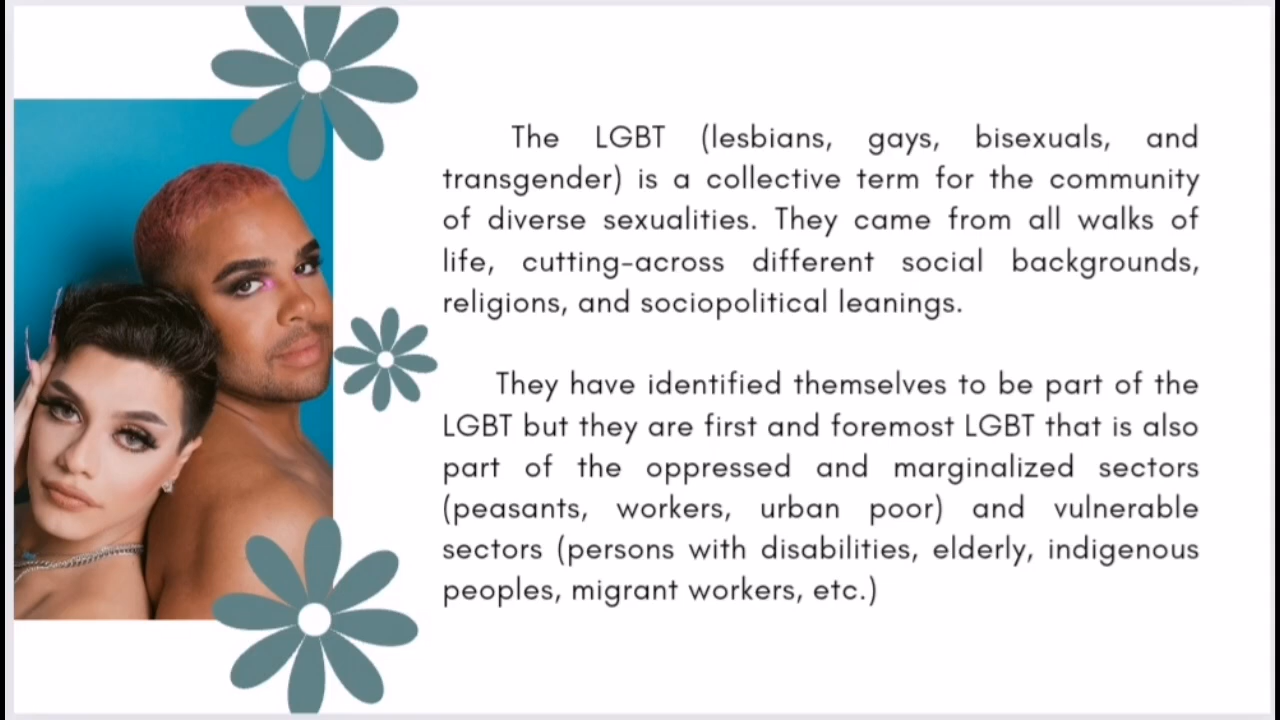 The LGBT (lesbians, gays, bisexuals, and
transgender) is a collective term for the community
of diverse sexualities. They came from all walks of
life, cutting-across different social backgrounds,
religions, and sociopolitical leanings.
They have identified themselves to be part of the
LGBT but they are first and foremost LGBT that is also
part of the oppressed and marginalized sectors
(peasants, workers, urban poor) and vulnerable
sectors (persons with disabilities, elderly, indigenous
peoples, migrant workers, etc.)